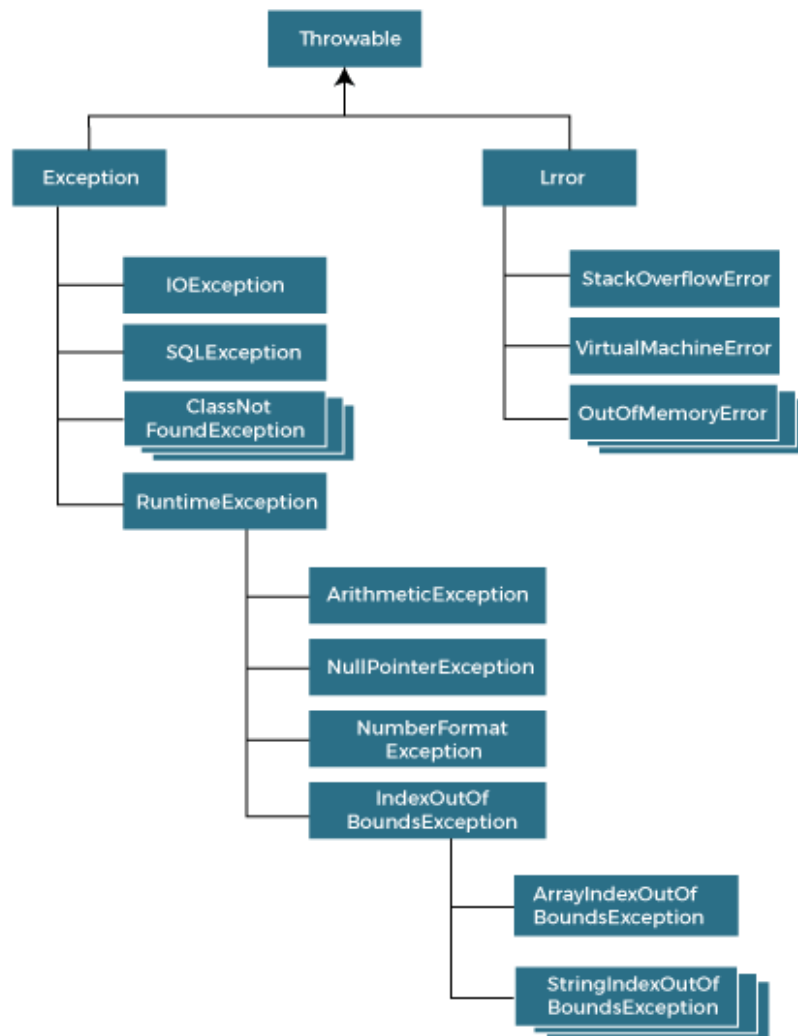 Throwable
Exception
Lrror
IOException
SQLException
ClassNot
FoundException
RuntimeException
StackOverflowError
VirtualMachineError
OutOfMemoryError
ArithmeticException
NullPointerException
NumberFormat
Exception
IndexOutOf
BoundsException
ArrayIndexOutOf
BoundsException
StringIndexOutOf
BoundsException